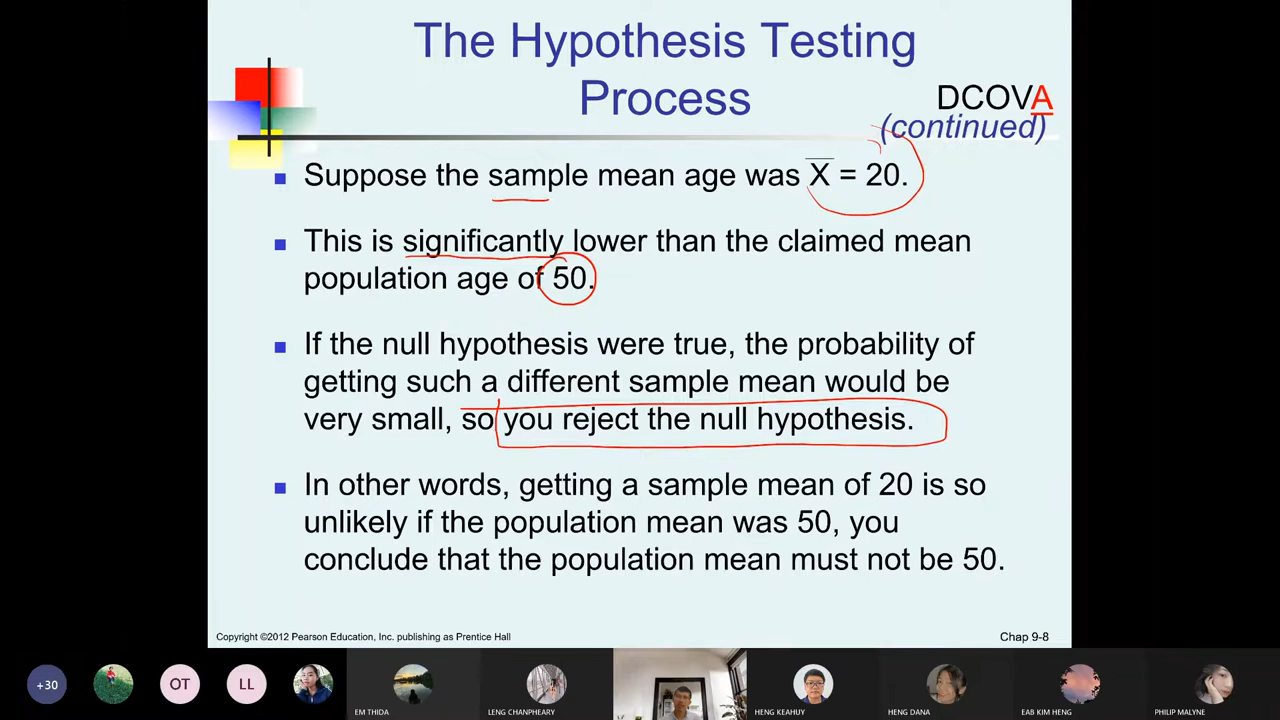 The Hypothesis Testing
Process
DCOVA
(continued)
Suppose the sample mean age was X̅ = 20.
This is significantly lower than the claimed mean
population age of 50.
If the null hypothesis were true, the probability of
getting such a different sample mean would be
very small, so you reject the null hypothesis.
In other words, getting a sample mean of 20 is so
unlikely if the population mean was 50, you
conclude that the population mean must not be 50.
Copyright ©2012 Pearson Education, Inc. publishing as Prentice Hall
Chap 9-8
+30
OT
LL
EM THIDA
LENG CHANPHEARY
HENG KEAHUY
HENG DANA
EAB KIM HENG
PHILIP MALYNE